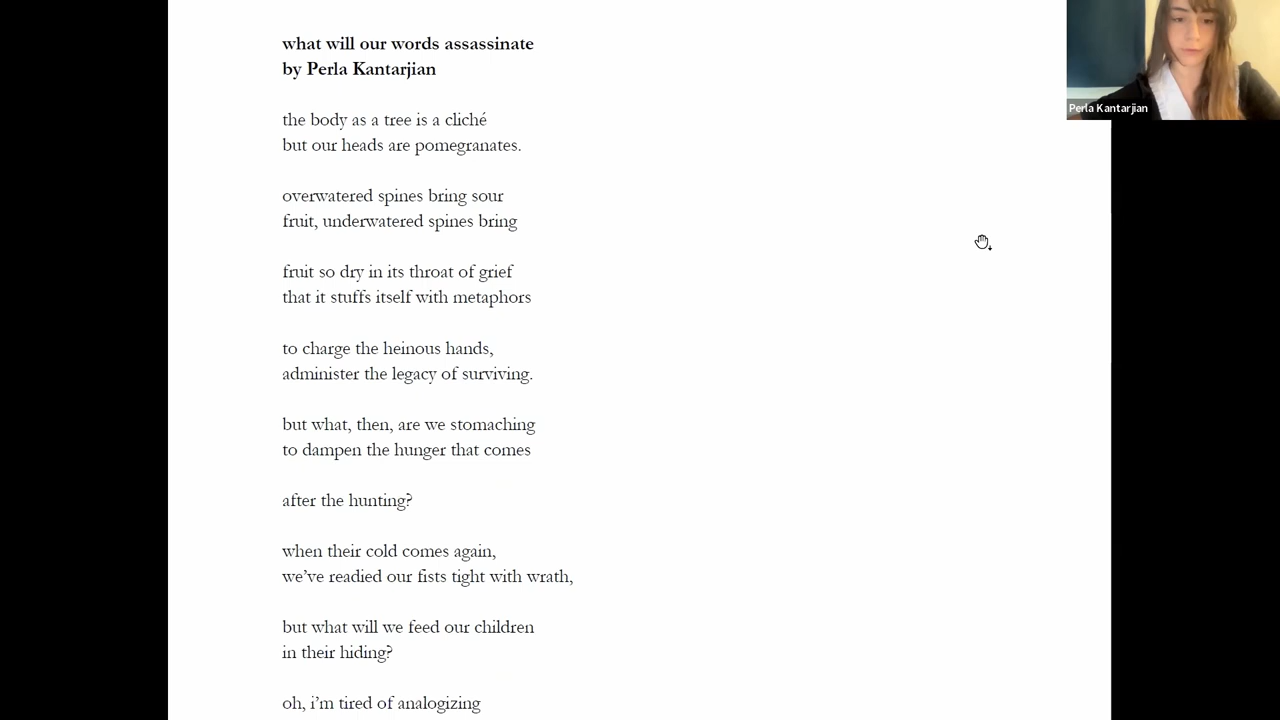 what will our words assassinate
by Perla Kantarjian
the body as a tree is a cliché
but our heads are pomegranates.
overwatered spines bring sour
fruit, underwatered spines bring
fruit so dry in its throat of grief
that it stuffs itself with metaphors
to charge the heinous hands,
administer the legacy of surviving.
but what, then, are we stomaching
to dampen the hunger that comes
after the hunting?
when their cold comes again,
we’ve readied our fists tight with wrath,
but what will we feed our children
in their hiding?
oh, i’m tired of analogizing
Perla Kantarjian